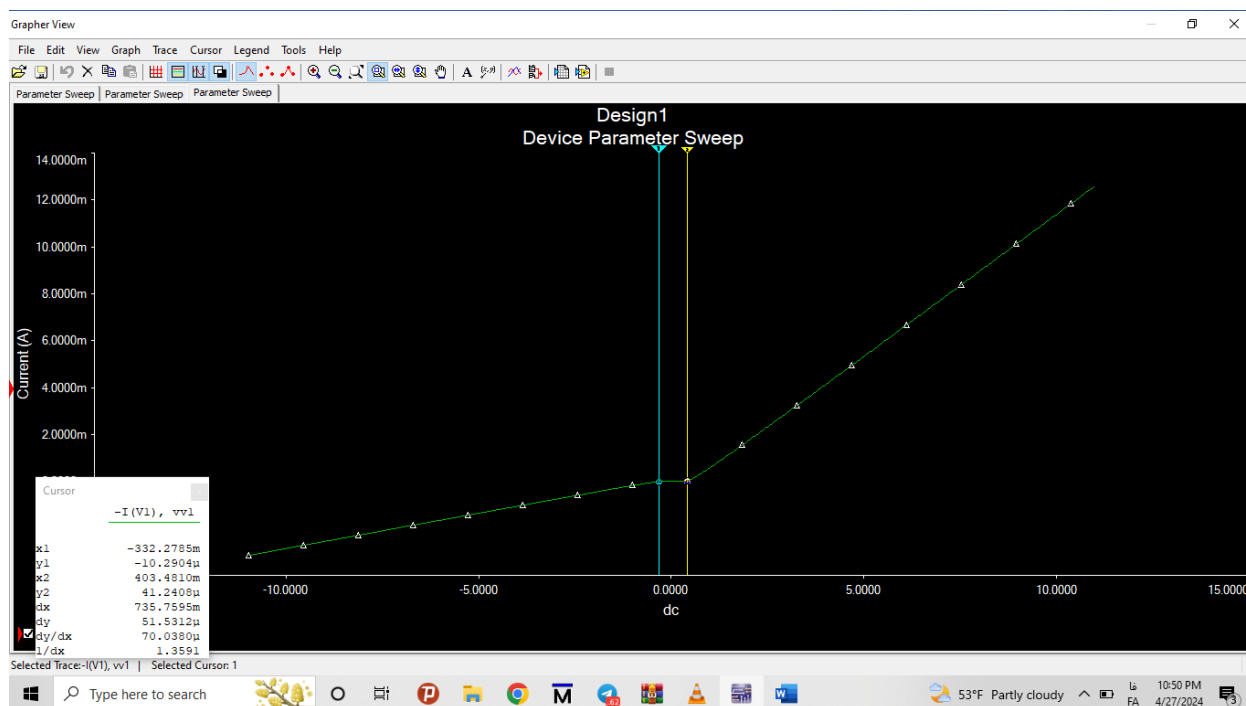 Grapher View
File Edit View Graph Trace Cursor Legend Tools Help
Parameter Sweep Parameter Sweep Parameter Sweep
Design1
Device Parameter Sweep
14.0000m
12.0000m
10.0000m
8.0000m
6.0000m
4.0000m
2.0000m
Current (A)
Cursor
-I(V1), vv1
x1 -332.2785m
y1 -10.2904µ
x2 403.4810m
y2 41.2408µ
dx 735.7595m
dy 51.5312µ
dy/dx 70.0380µ
1/dx 1.3591
-10.0000 -5.0000 0.0000 5.0000 10.0000 15.0000
dc
Selected Trace:-I(V1), vv1 | Selected Cursor: 1
Type here to search
62
53°F Partly cloudy
فا
FA
10:50 PM
4/27/2024
3